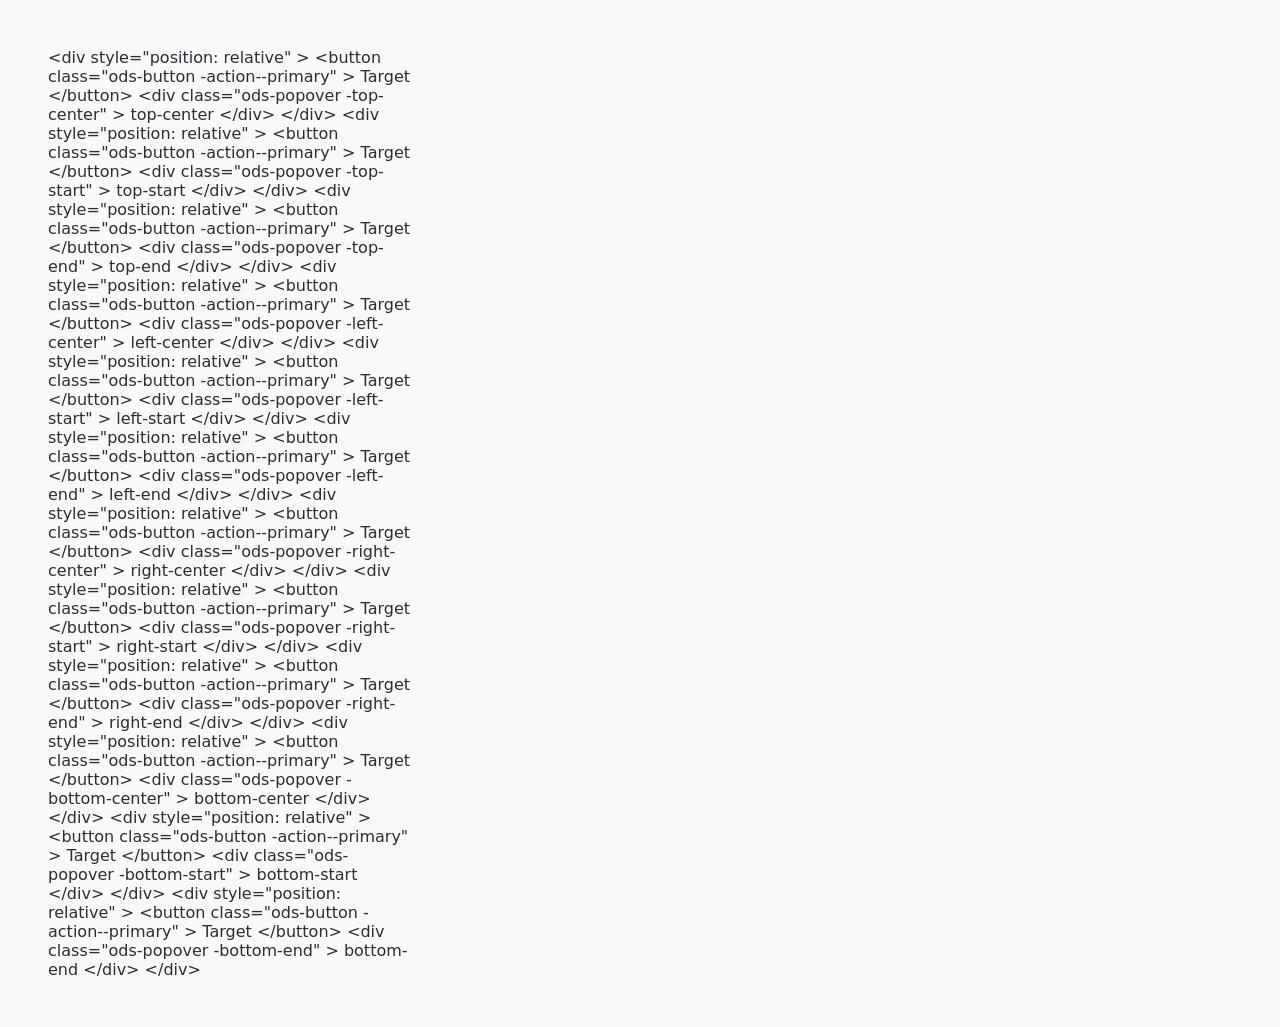 <div style="position: relative" > <button
class="ods-button -action--primary" > Target
</button> <div class="ods-popover -top-
center" > top-center </div> </div> <div
style="position: relative" > <button
class="ods-button -action--primary" > Target
</button> <div class="ods-popover -top-
start" > top-start </div> </div> <div
style="position: relative" > <button
class="ods-button -action--primary" > Target
</button> <div class="ods-popover -top-
end" > top-end </div> </div> <div
style="position: relative" > <button
class="ods-button -action--primary" > Target
</button> <div class="ods-popover -left-
center" > left-center </div> </div> <div
style="position: relative" > <button
class="ods-button -action--primary" > Target
</button> <div class="ods-popover -left-
start" > left-start </div> </div> <div
style="position: relative" > <button
class="ods-button -action--primary" > Target
</button> <div class="ods-popover -left-
end" > left-end </div> </div> <div
style="position: relative" > <button
class="ods-button -action--primary" > Target
</button> <div class="ods-popover -right-
center" > right-center </div> </div> <div
style="position: relative" > <button
class="ods-button -action--primary" > Target
</button> <div class="ods-popover -right-
start" > right-start </div> </div> <div
style="position: relative" > <button
class="ods-button -action--primary" > Target
</button> <div class="ods-popover -right-
end" > right-end </div> </div> <div
style="position: relative" > <button
class="ods-button -action--primary" > Target
</button> <div class="ods-popover -
bottom-center" > bottom-center </div>
</div> <div style="position: relative" >
<button class="ods-button -action--primary"
> Target </button> <div class="ods-
popover -bottom-start" > bottom-start
</div> </div> <div style="position:
relative" > <button class="ods-button -
action--primary" > Target </button> <div
class="ods-popover -bottom-end" > bottom-
end </div> </div>